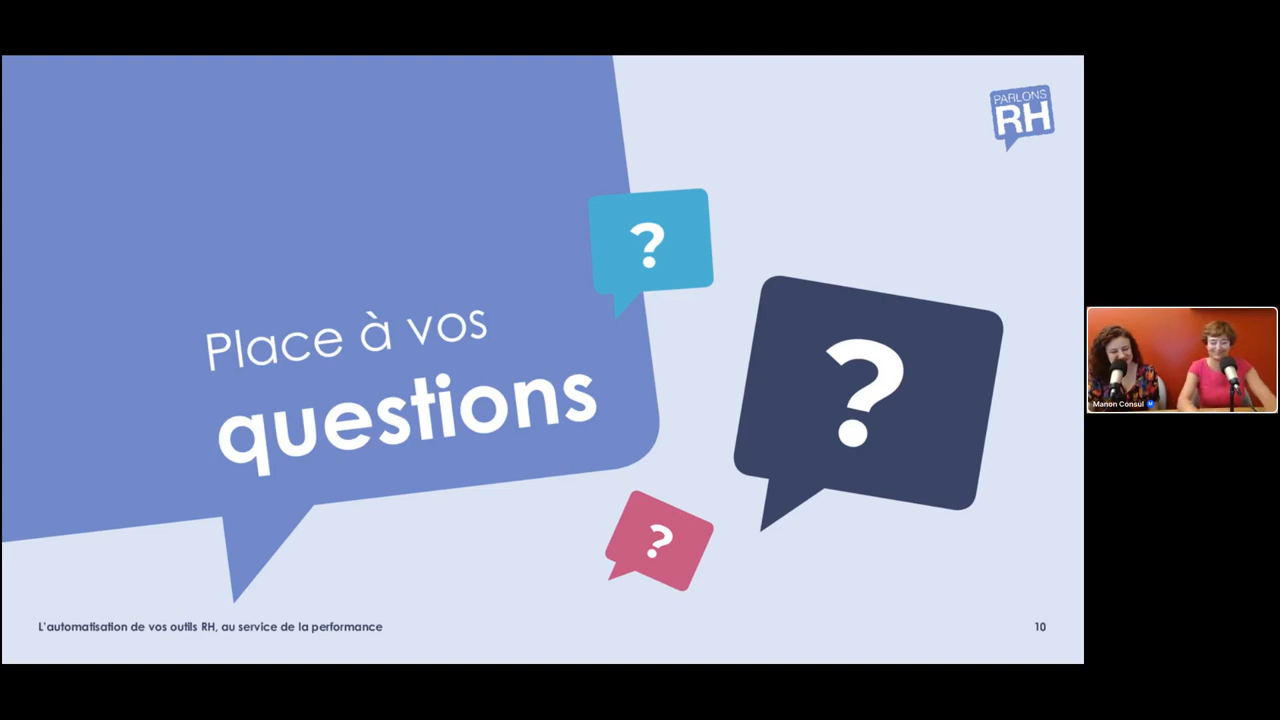 PARLONS
RH
?
Place à vos
questions
?
?
Manon Consul
L'automatisation de vos outils RH, au service de la performance
10